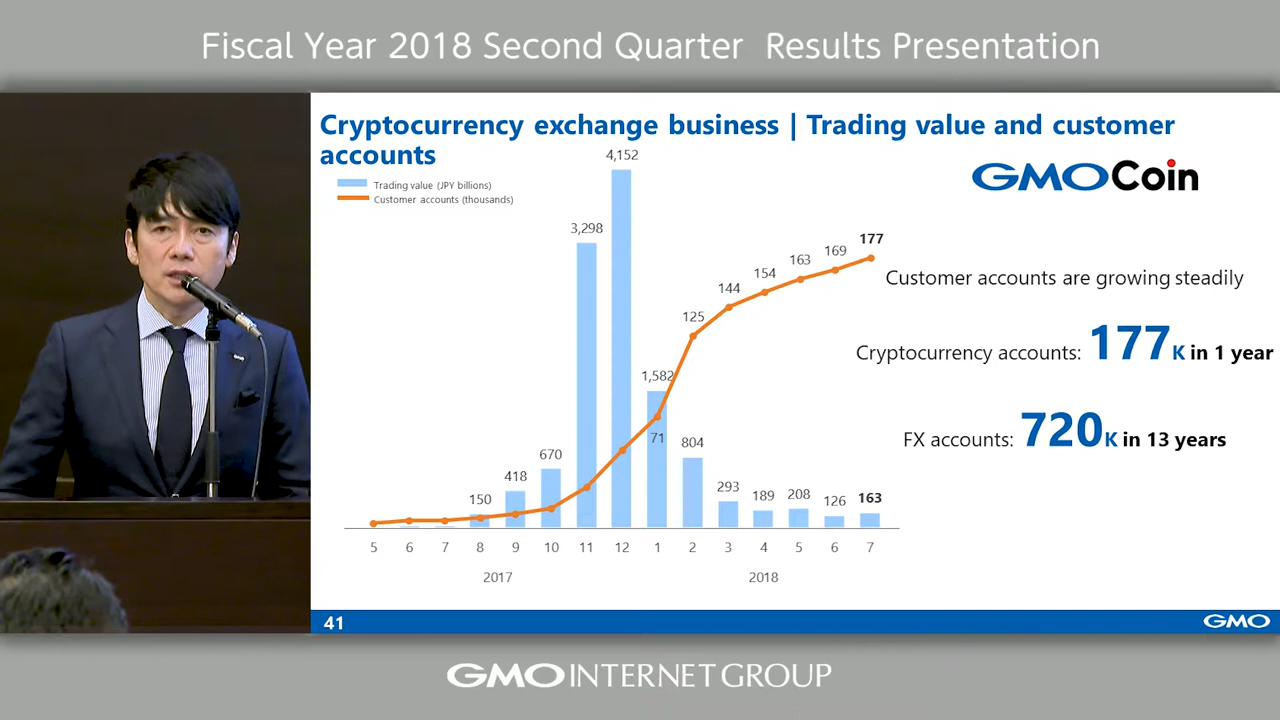 Fiscal Year 2018 Second Quarter Results Presentation
Cryptocurrency exchange business | Trading value and customer
accounts
GMO Coin
Trading value (JPY billions)
Customer accounts (thousands)
4,152
3,298
177
169
163
154
144
125
1,582
71
804
670
418
150
293
189
208
126
163
Customer accounts are growing steadily
Cryptocurrency accounts: 177K in 1 year
FX accounts: 720K in 13 years
5 6 7 8 9 10 11 12 1 2 3 4 5 6 7
2017 2018
41
GMO
GMO INTERNET GROUP